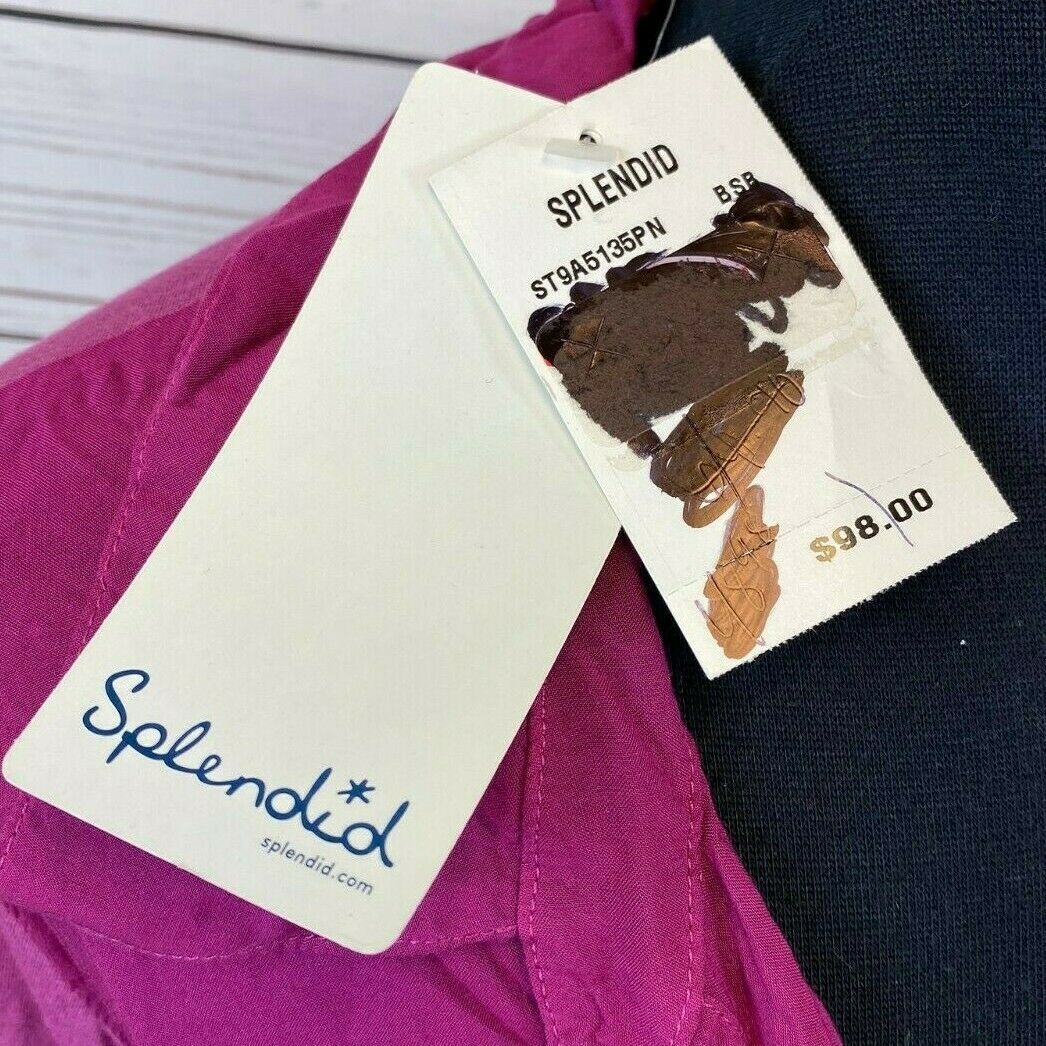 SPLENDID
ST9A5135PN BSB
$98.00
Splendid
splendid.com